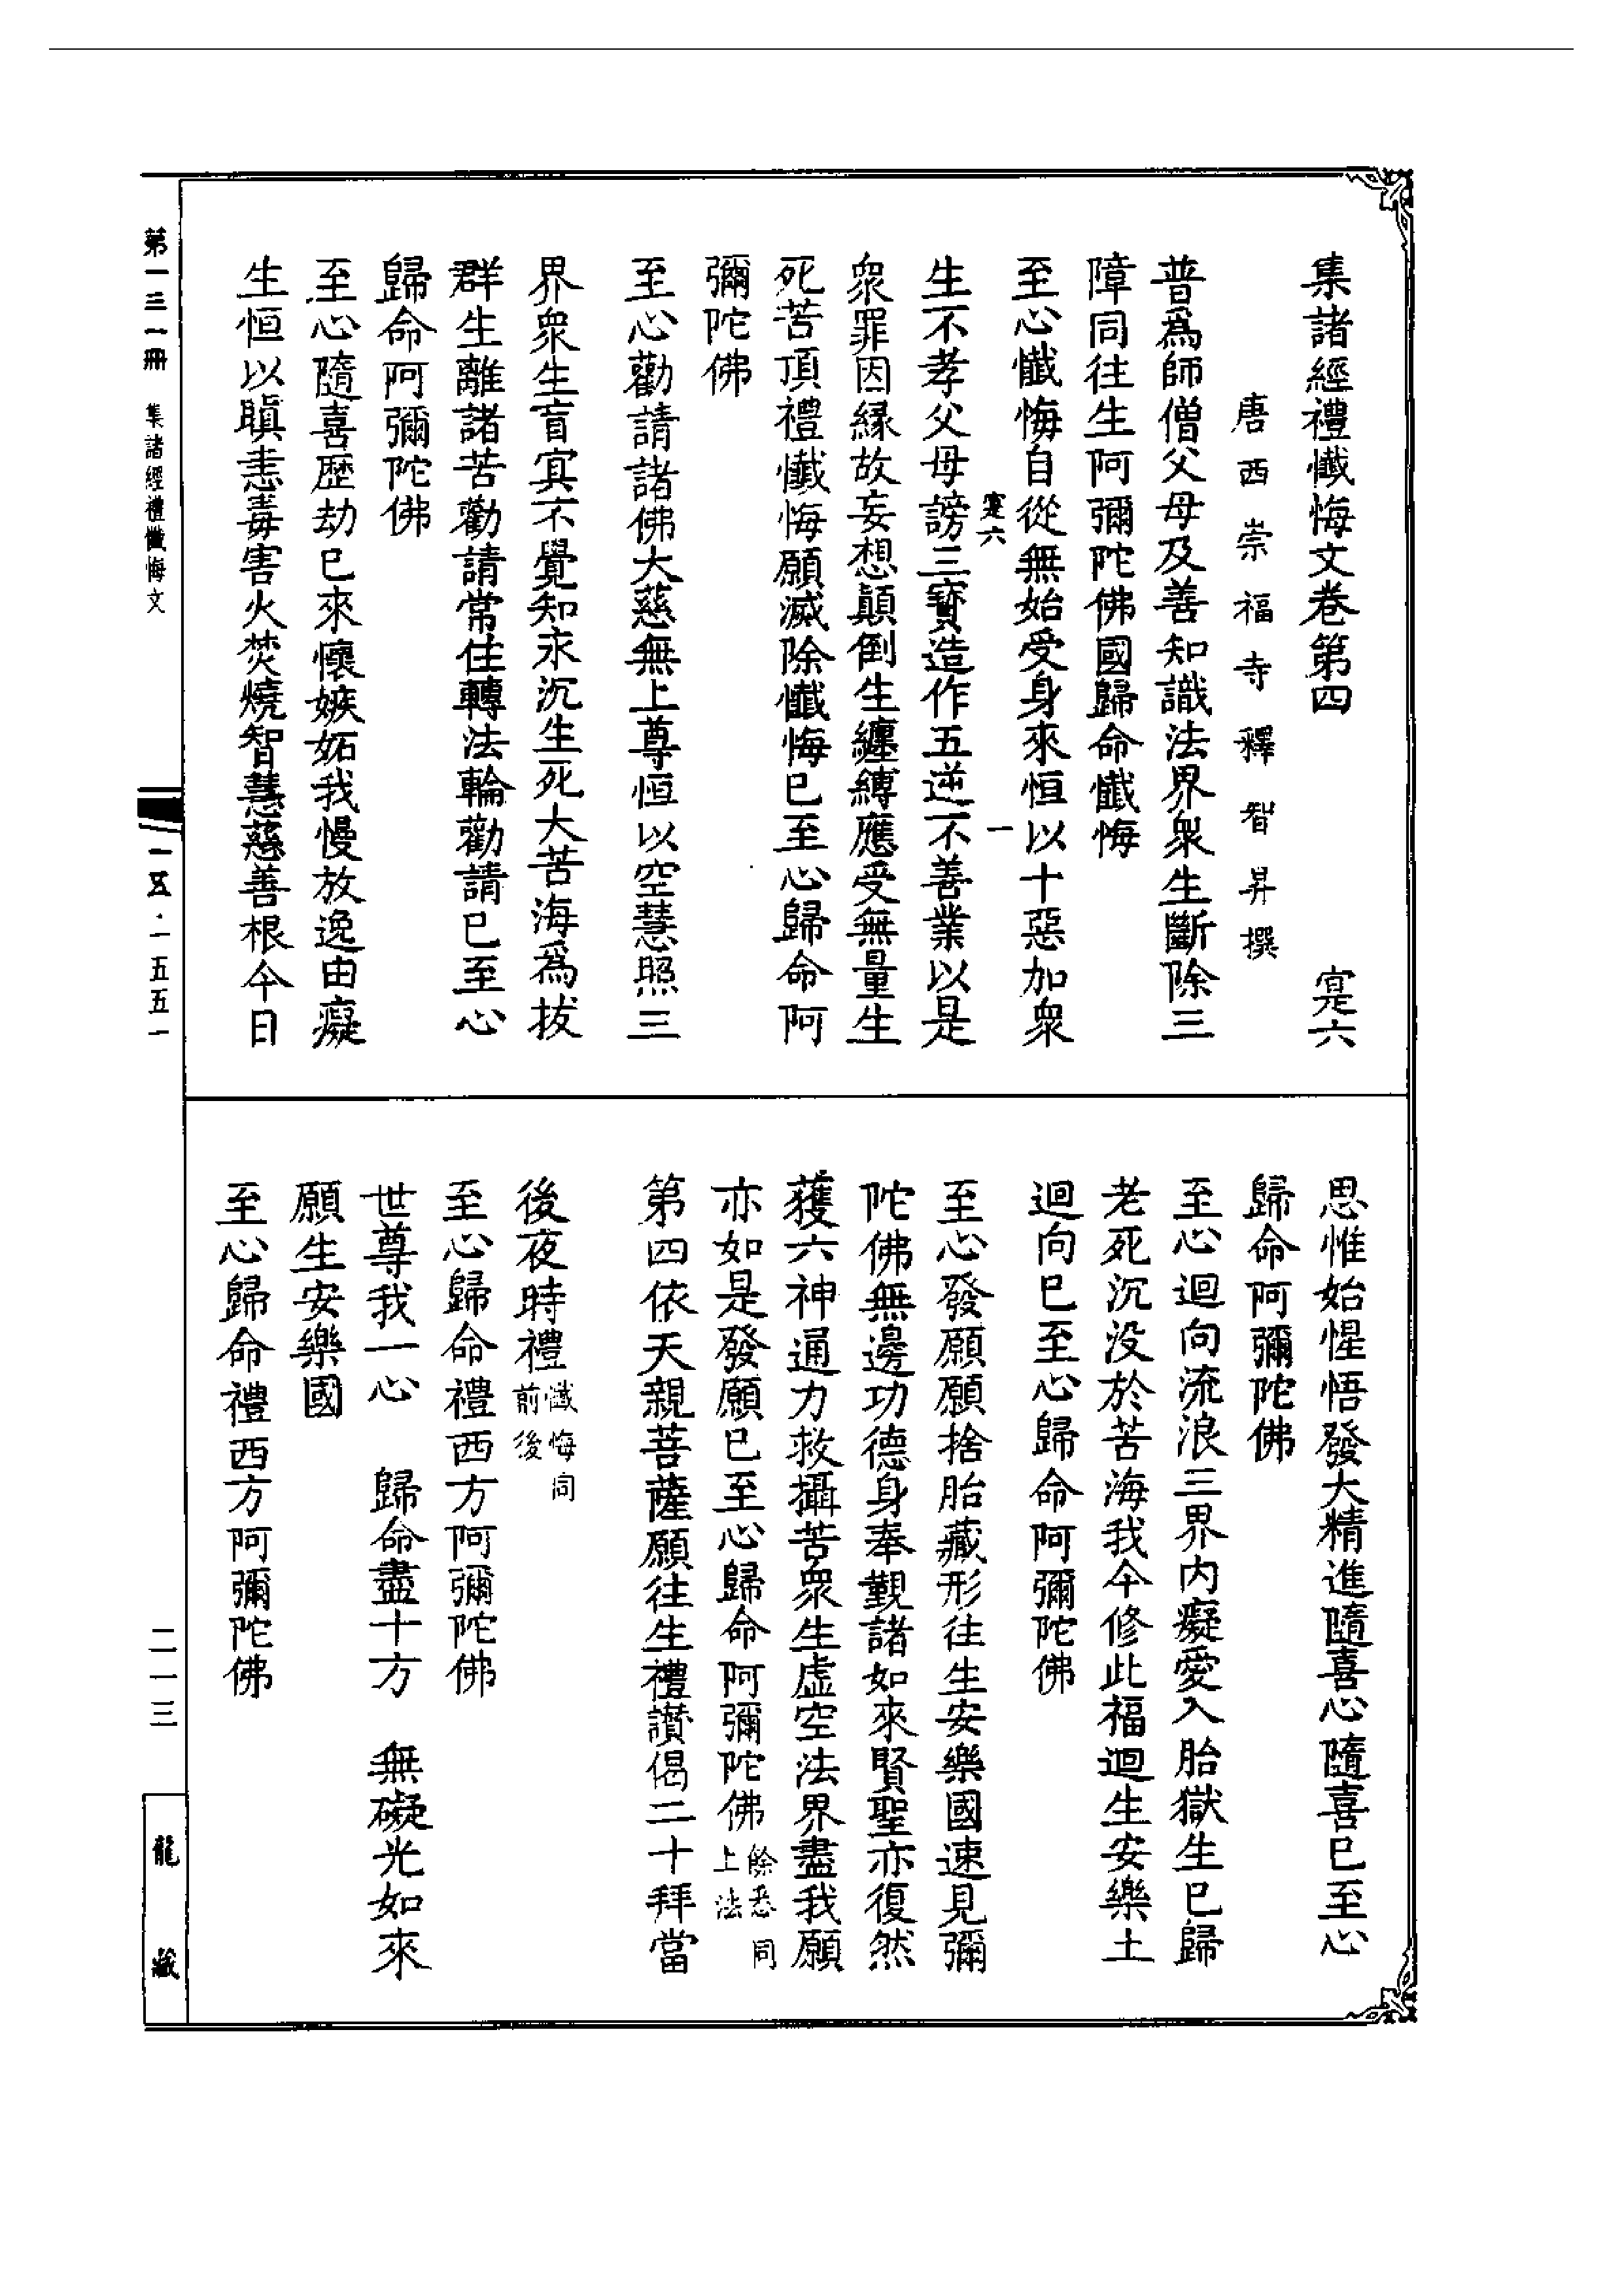 集諸經禮懺悔文卷第四　寔六
唐西崇福寺釋智昇撰
普爲師僧父母及善知識法界衆生斷除三
障同往生阿彌陀佛國歸命懺悔
至心懺悔自從無始受身來恒以十惡加衆
寔六　一
生不孝父母謗三寶造作五逆不善業以是
衆罪因緣故妄想顛倒生纏縛應受無量生
死苦頂禮懺悔願滅除懺悔已至心歸命阿
彌陀佛
至心勸請諸佛大慈無上尊恒以空慧照三
界衆生盲冥不覺知永沉生死大苦海爲拔
群生離諸苦勸請常住轉法輪勸請已至心
歸命阿彌陀佛
至心隨喜歷劫已來懷嫉妬我慢放逸由癡
生恒以瞋恚毒害火焚燒智慧慈善根今日
思惟始惺悟發大精進隨喜心隨喜已至心
歸命阿彌陀佛
至心迴向流浪三界內癡愛入胎獄生已歸
老死沉没於苦海我今修此福迴生安樂土
迴向已至心歸命阿彌陀佛
至心發願願捨胎藏形往生安樂國速見彌
陀佛無邊功德身奉覲諸如來賢聖亦復然
獲六神通力救攝苦衆生虛空法界盡我願
亦如是發願已至心歸命阿彌陀佛餘悉同上法
第四依天親菩薩願往生禮讚偈二十拜當
後夜時禮懺悔同前後
至心歸命禮西方阿彌陀佛
世尊我一心　歸命盡十方　無礙光如來
願生安樂國
至心歸命禮西方阿彌陀佛
第一三一冊　集諸經禮懺悔文
一五五一
二一三
龍藏